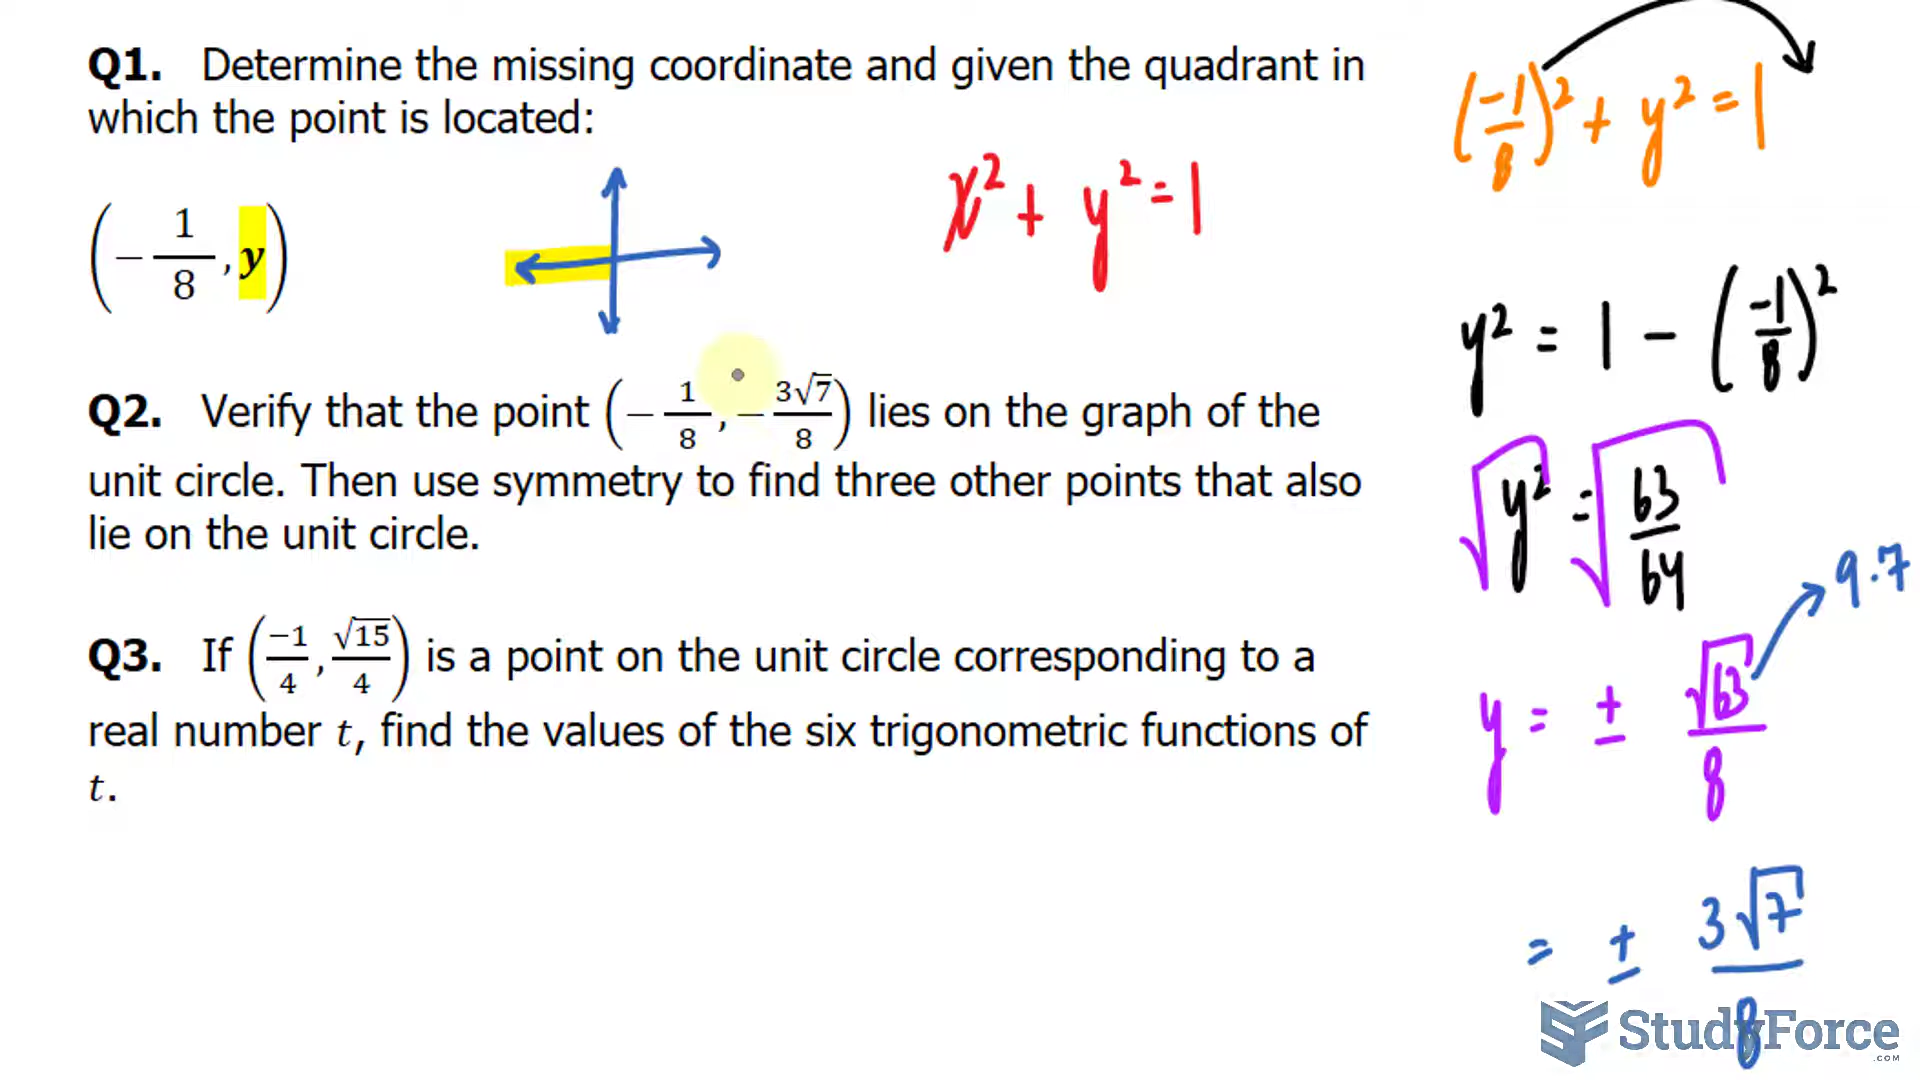 Q1. Determine the missing coordinate and given the quadrant in
which the point is located:
(-1/8, y)
x² + y² = 1
Q2. Verify that the point (-1/8, -3√7/8) lies on the graph of the
unit circle. Then use symmetry to find three other points that also
lie on the unit circle.
Q3. If (-1/4, √15/4) is a point on the unit circle corresponding to a
real number t, find the values of the six trigonometric functions of
t.
(-1/8)² + y² = 1
y² = 1 - (-1/8)²
√y² = √63/64
9.7
y = ± √63/8
= ± 3√7/8
StudyForce
.COM